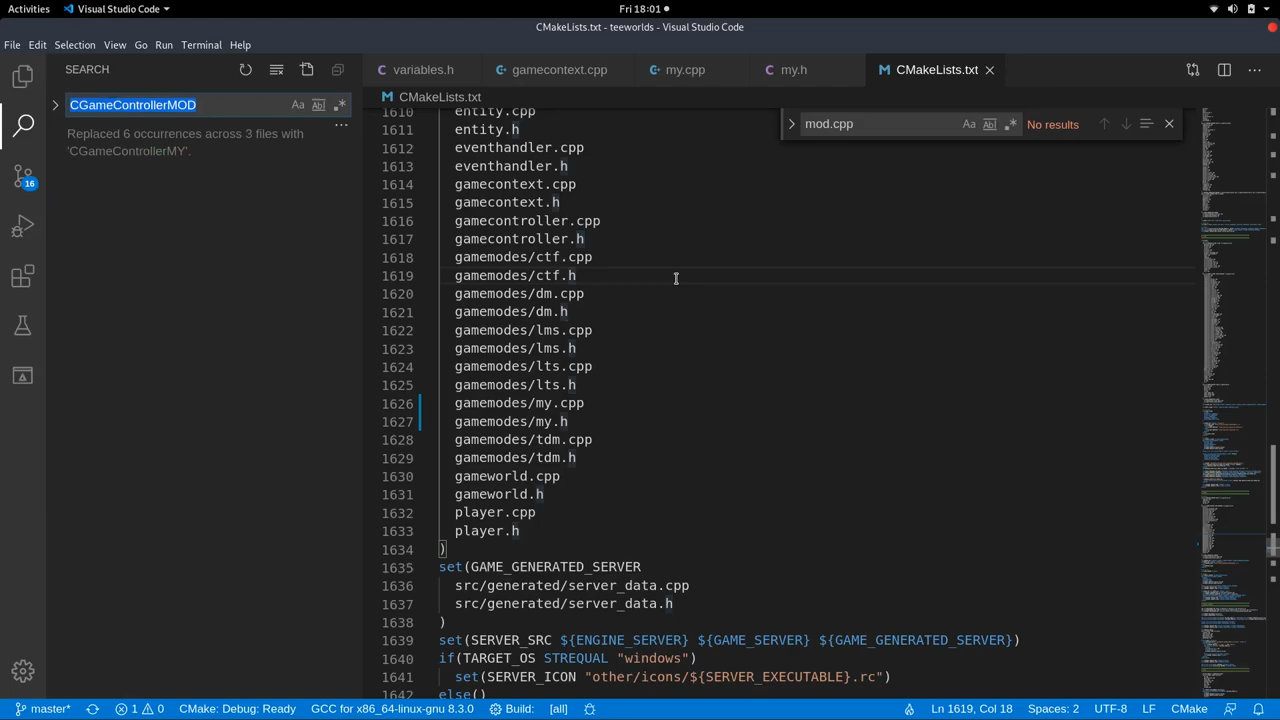 Activities Visual Studio Code Fri 18:01
CMakeLists.txt - teeworlds - Visual Studio Code
File Edit Selection View Go Run Terminal Help
SEARCH
CGameControllerMOD Aa Ab .*
Replaced 6 occurrences across 3 files with
'CGameControllerMY'.
16
variables.h gamecontext.cpp my.cpp my.h CMakeLists.txt
CMakeLists.txt
mod.cpp Aa Ab .* No results
1610 entity.cpp
1611 entity.h
1612 eventhandler.cpp
1613 eventhandler.h
1614 gamecontext.cpp
1615 gamecontext.h
1616 gamecontroller.cpp
1617 gamecontroller.h
1618 gamemodes/ctf.cpp
1619 gamemodes/ctf.h
1620 gamemodes/dm.cpp
1621 gamemodes/dm.h
1622 gamemodes/lms.cpp
1623 gamemodes/lms.h
1624 gamemodes/lts.cpp
1625 gamemodes/lts.h
1626 gamemodes/my.cpp
1627 gamemodes/my.h
1628 gamemodes/tdm.cpp
1629 gamemodes/tdm.h
1630 gameworld.cpp
1631 gameworld.h
1632 player.cpp
1633 player.h
1634 )
1635 set(GAME_GENERATED_SERVER
1636 src/generated/server_data.cpp
1637 src/generated/server_data.h
1638 )
1639 set(SERVER_SRC ${ENGINE_SERVER} ${GAME_SERVER} ${GAME_GENERATED_SERVER})
1640 if(TARGET_OS STREQUAL "windows")
1641 set(SERVER_ICON "other/icons/${SERVER_EXECUTABLE}.rc")
1642 else()
master* 1 0 CMake: Debug: Ready GCC for x86_64-linux-gnu 8.3.0 Build: [all] Ln 1619, Col 18 Spaces: 2 UTF-8 LF CMake